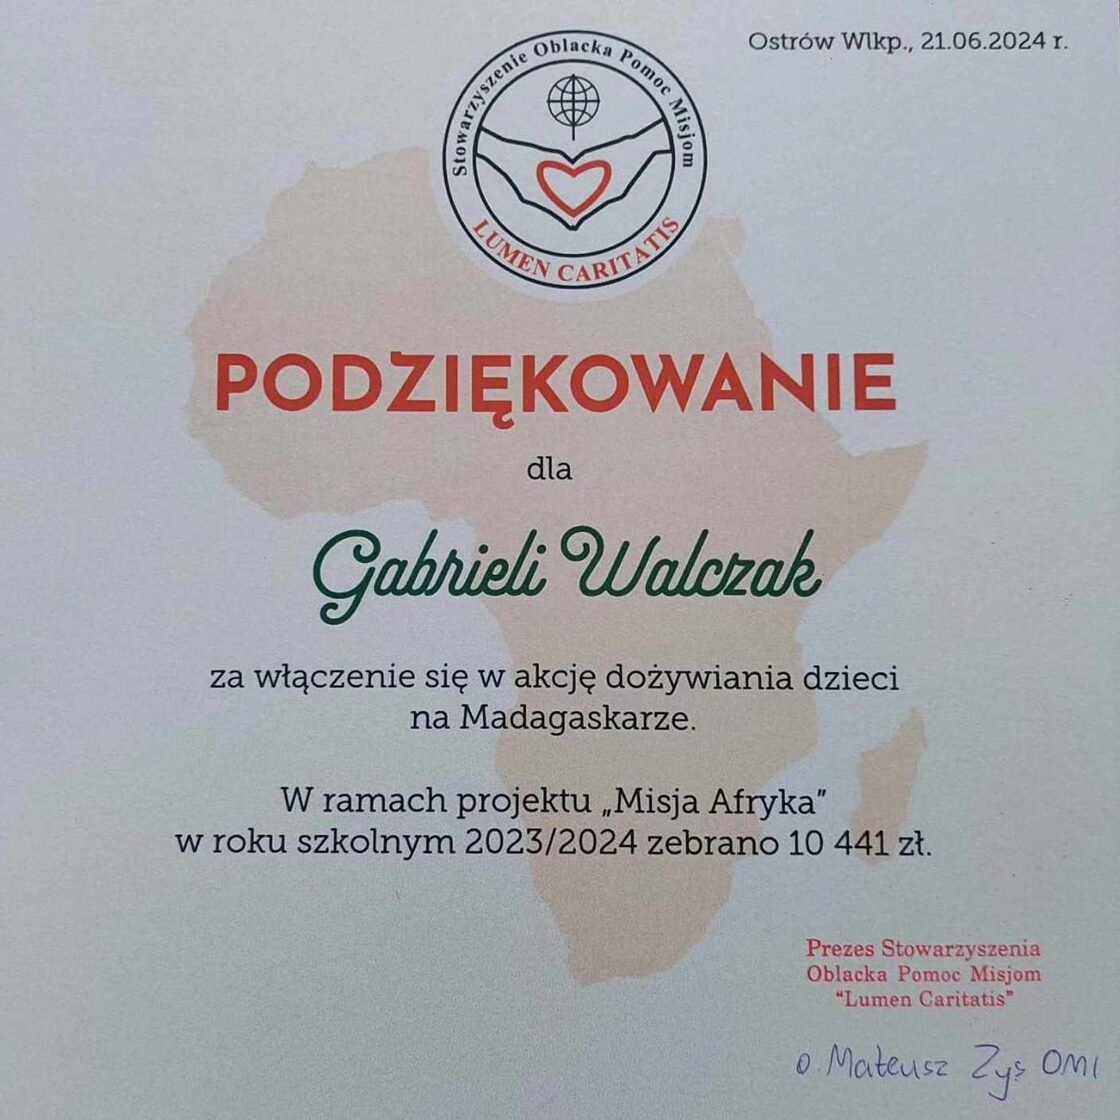 Ostrów Wlkp., 21.06.2024 r.
Stowarzyszenie Oblacka Pomoc Misjom
LUMEN CARITATIS
PODZIĘKOWANIE
dla
Gabrieli Walczak
za włączenie się w akcję dożywiania dzieci
na Madagaskarze.
W ramach projektu „Misja Afryka”
w roku szkolnym 2023/2024 zebrano 10 441 zł.
Prezes Stowarzyszenia
Oblacka Pomoc Misjom
“Lumen Caritatis”
o. Mateusz Zyś OMI